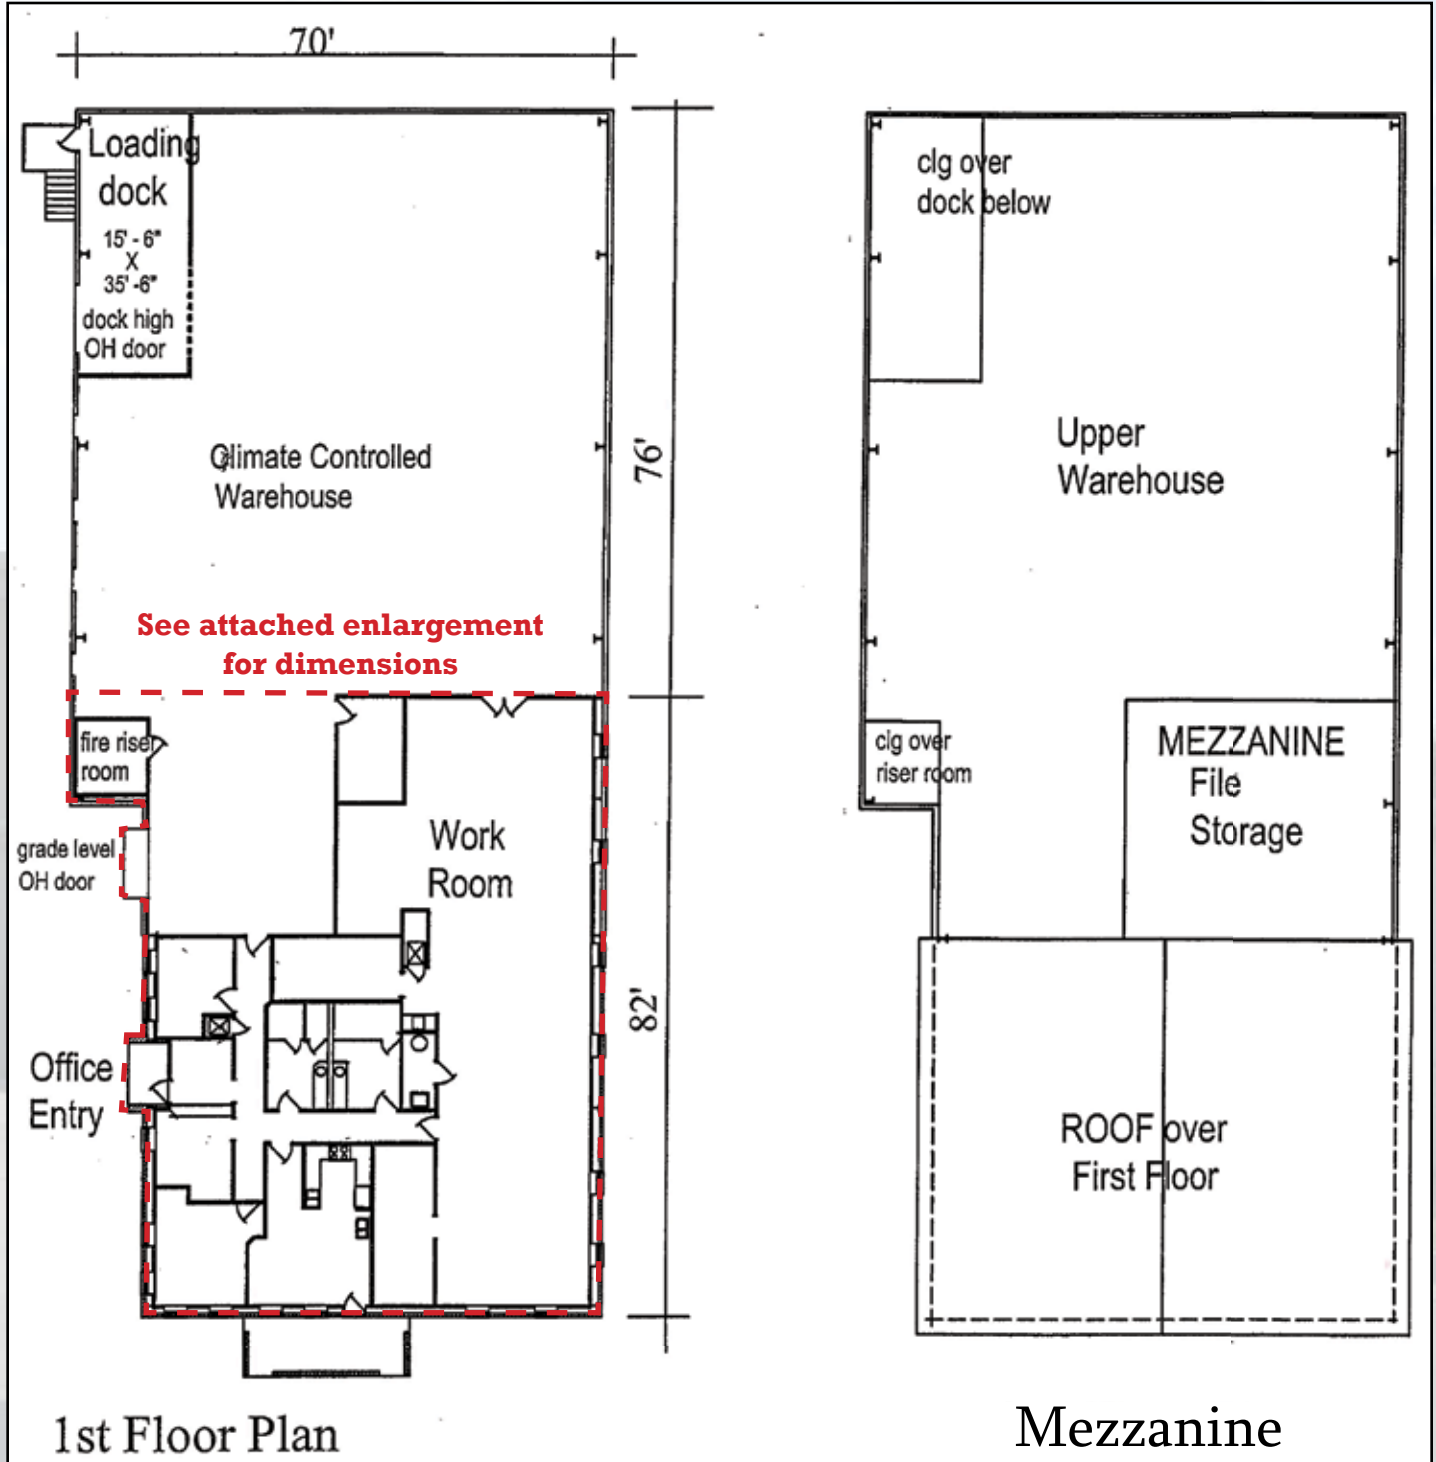 70'
Loading
dock
15' - 6"
X
35' -6"
dock high
OH door
Climate Controlled
Warehouse
76'
See attached enlargement
for dimensions
fire riser
room
grade level
OH door
Work
Room
82'
Office
Entry
1st Floor Plan
clg over
dock below
Upper
Warehouse
clg over
riser room
MEZZANINE
File
Storage
ROOF over
First Floor
Mezzanine